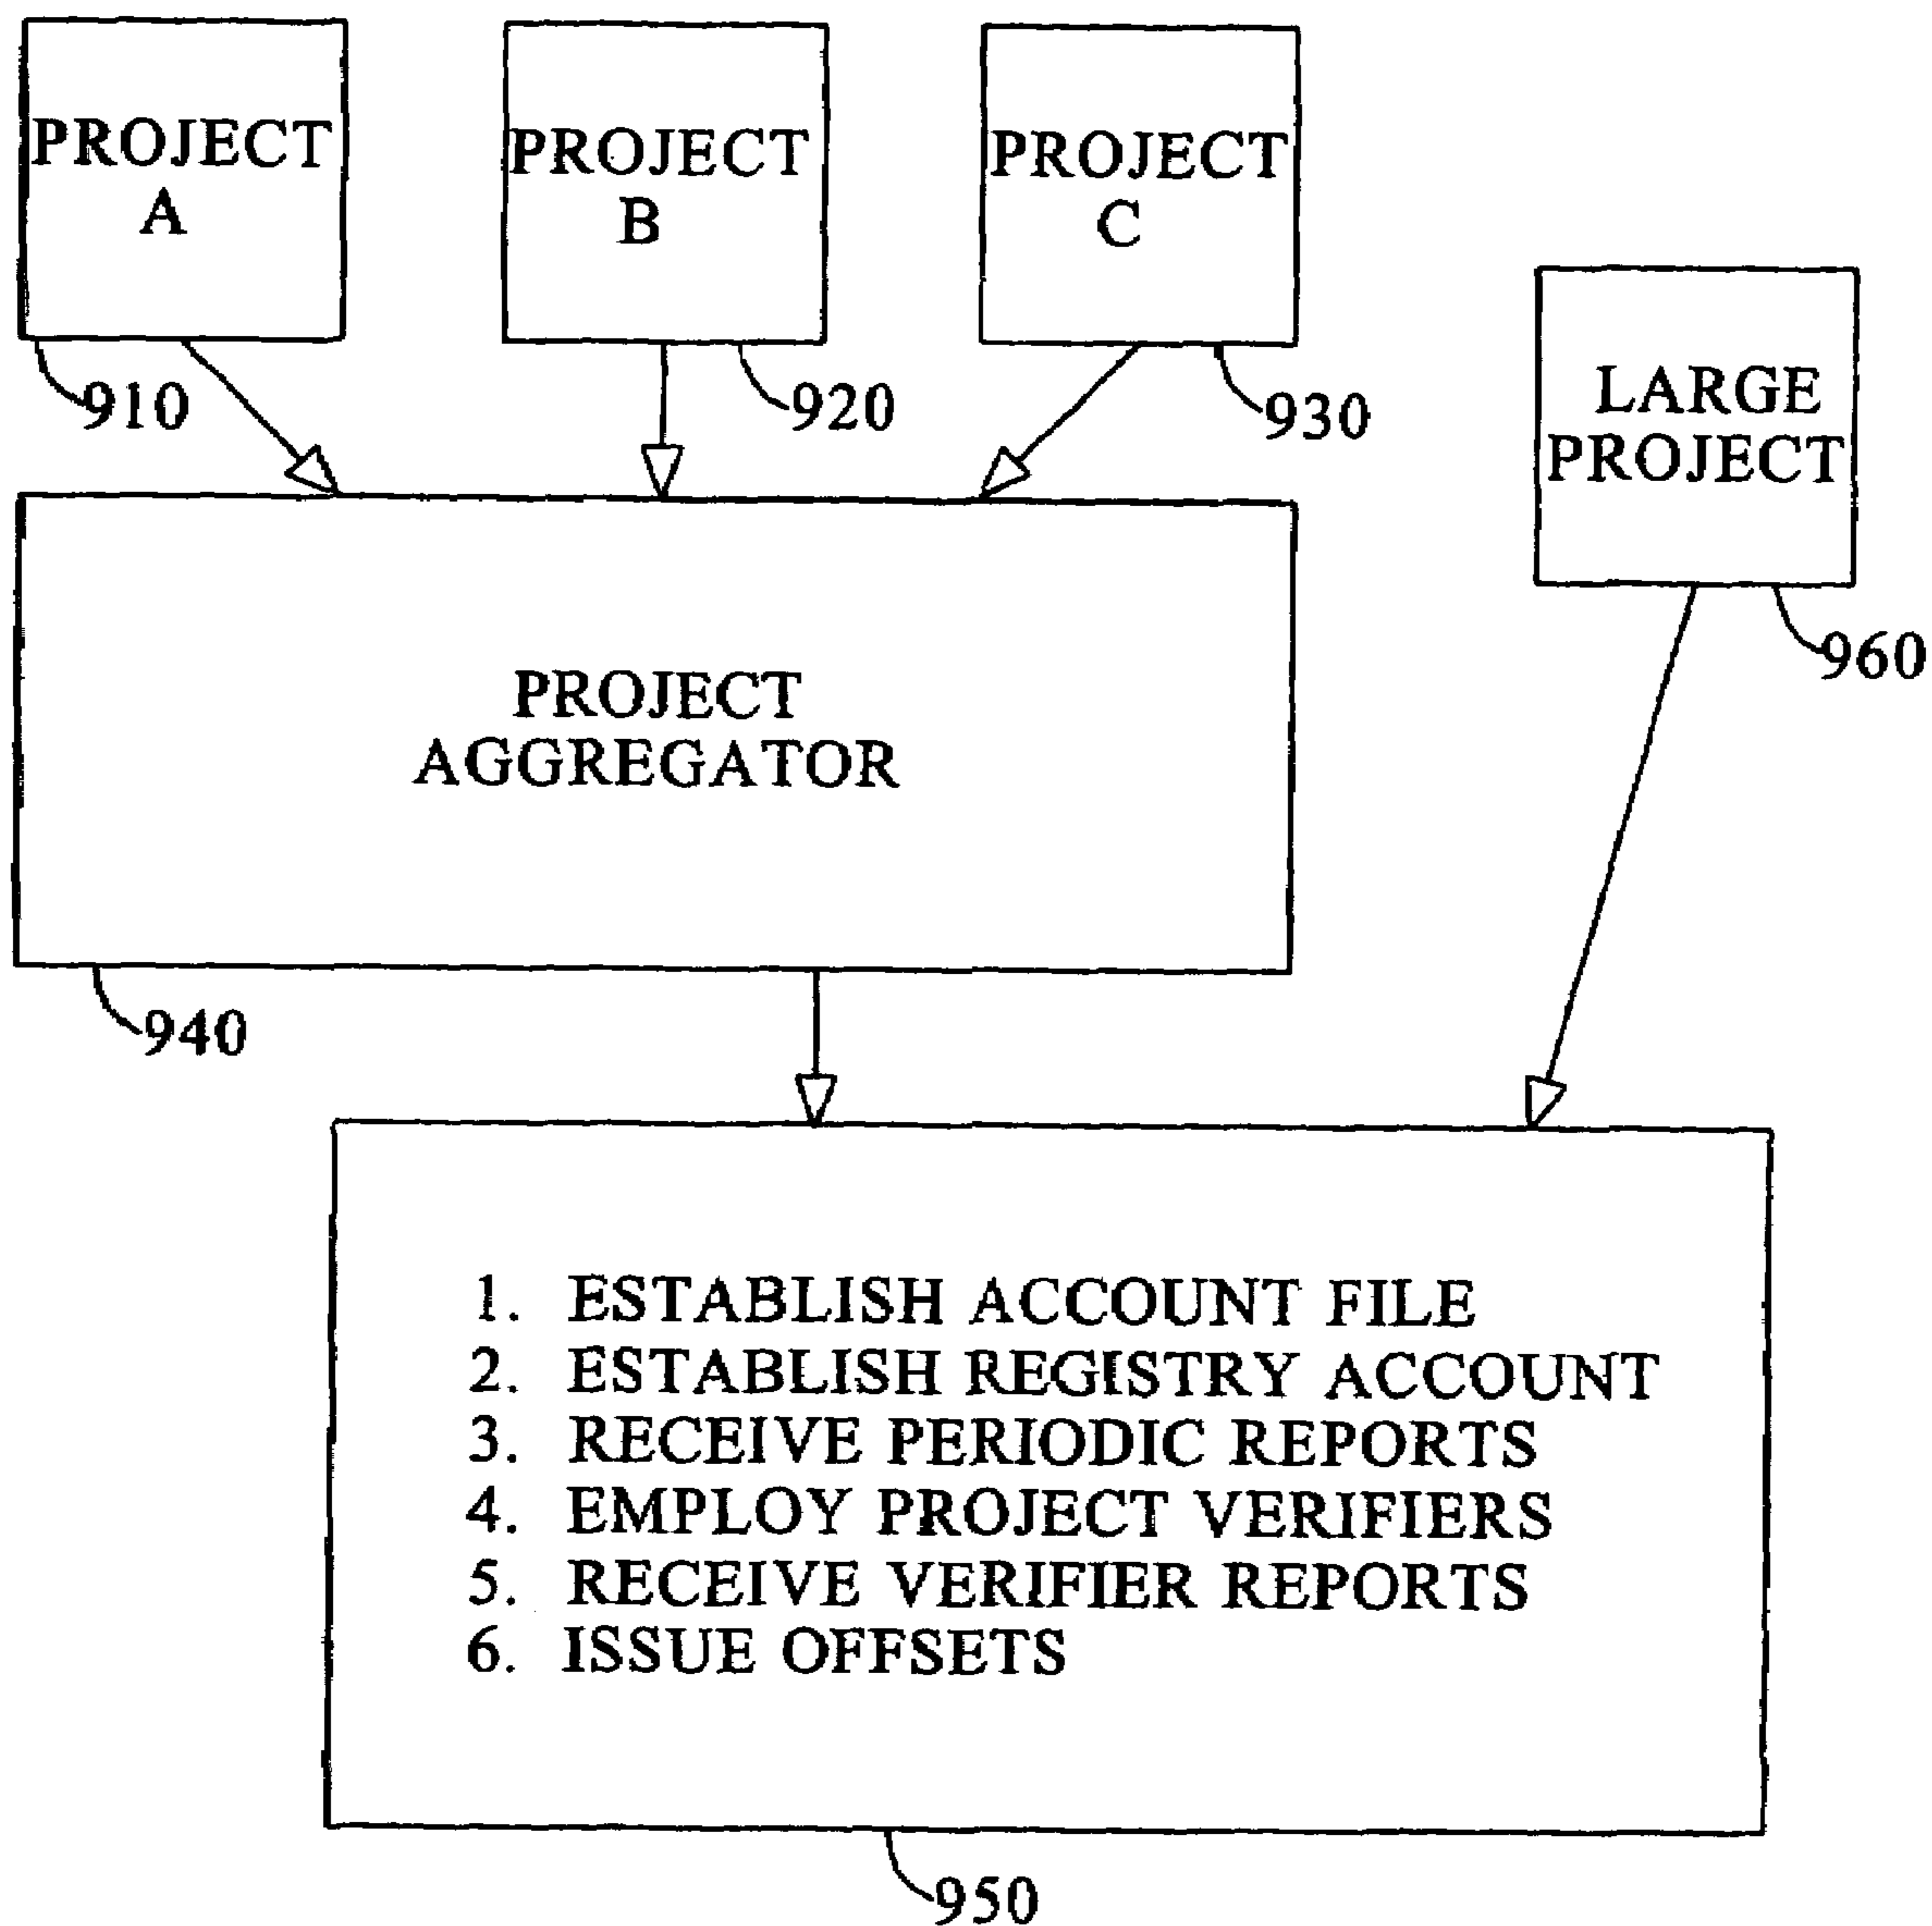 PROJECT
A
PROJECT
B
PROJECT
C
LARGE
PROJECT
910
920
930
960
PROJECT
AGGREGATOR
940
1. ESTABLISH ACCOUNT FILE
2. ESTABLISH REGISTRY ACCOUNT
3. RECEIVE PERIODIC REPORTS
4. EMPLOY PROJECT VERIFIERS
5. RECEIVE VERIFIER REPORTS
6. ISSUE OFFSETS
950